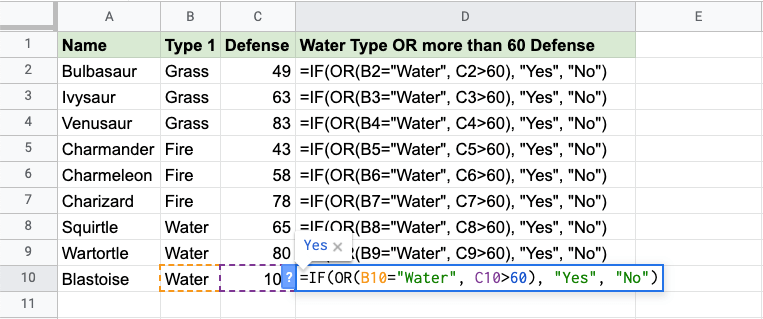 A B C D E
1 Name Type 1 Defense Water Type OR more than 60 Defense
2 Bulbasaur Grass 49 =IF(OR(B2="Water", C2>60), "Yes", "No")
3 Ivysaur Grass 63 =IF(OR(B3="Water", C3>60), "Yes", "No")
4 Venusaur Grass 83 =IF(OR(B4="Water", C4>60), "Yes", "No")
5 Charmander Fire 43 =IF(OR(B5="Water", C5>60), "Yes", "No")
6 Charmeleon Fire 58 =IF(OR(B6="Water", C6>60), "Yes", "No")
7 Charizard Fire 78 =IF(OR(B7="Water", C7>60), "Yes", "No")
8 Squirtle Water 65 =IF(OR(B8="Water", C8>60), "Yes", "No")
Yes ×
9 Wartortle Water 80 (B9="Water", C9>60), "Yes", "No")
10 Blastoise Water 10 ? =IF(OR(B10="Water", C10>60), "Yes", "No")
11